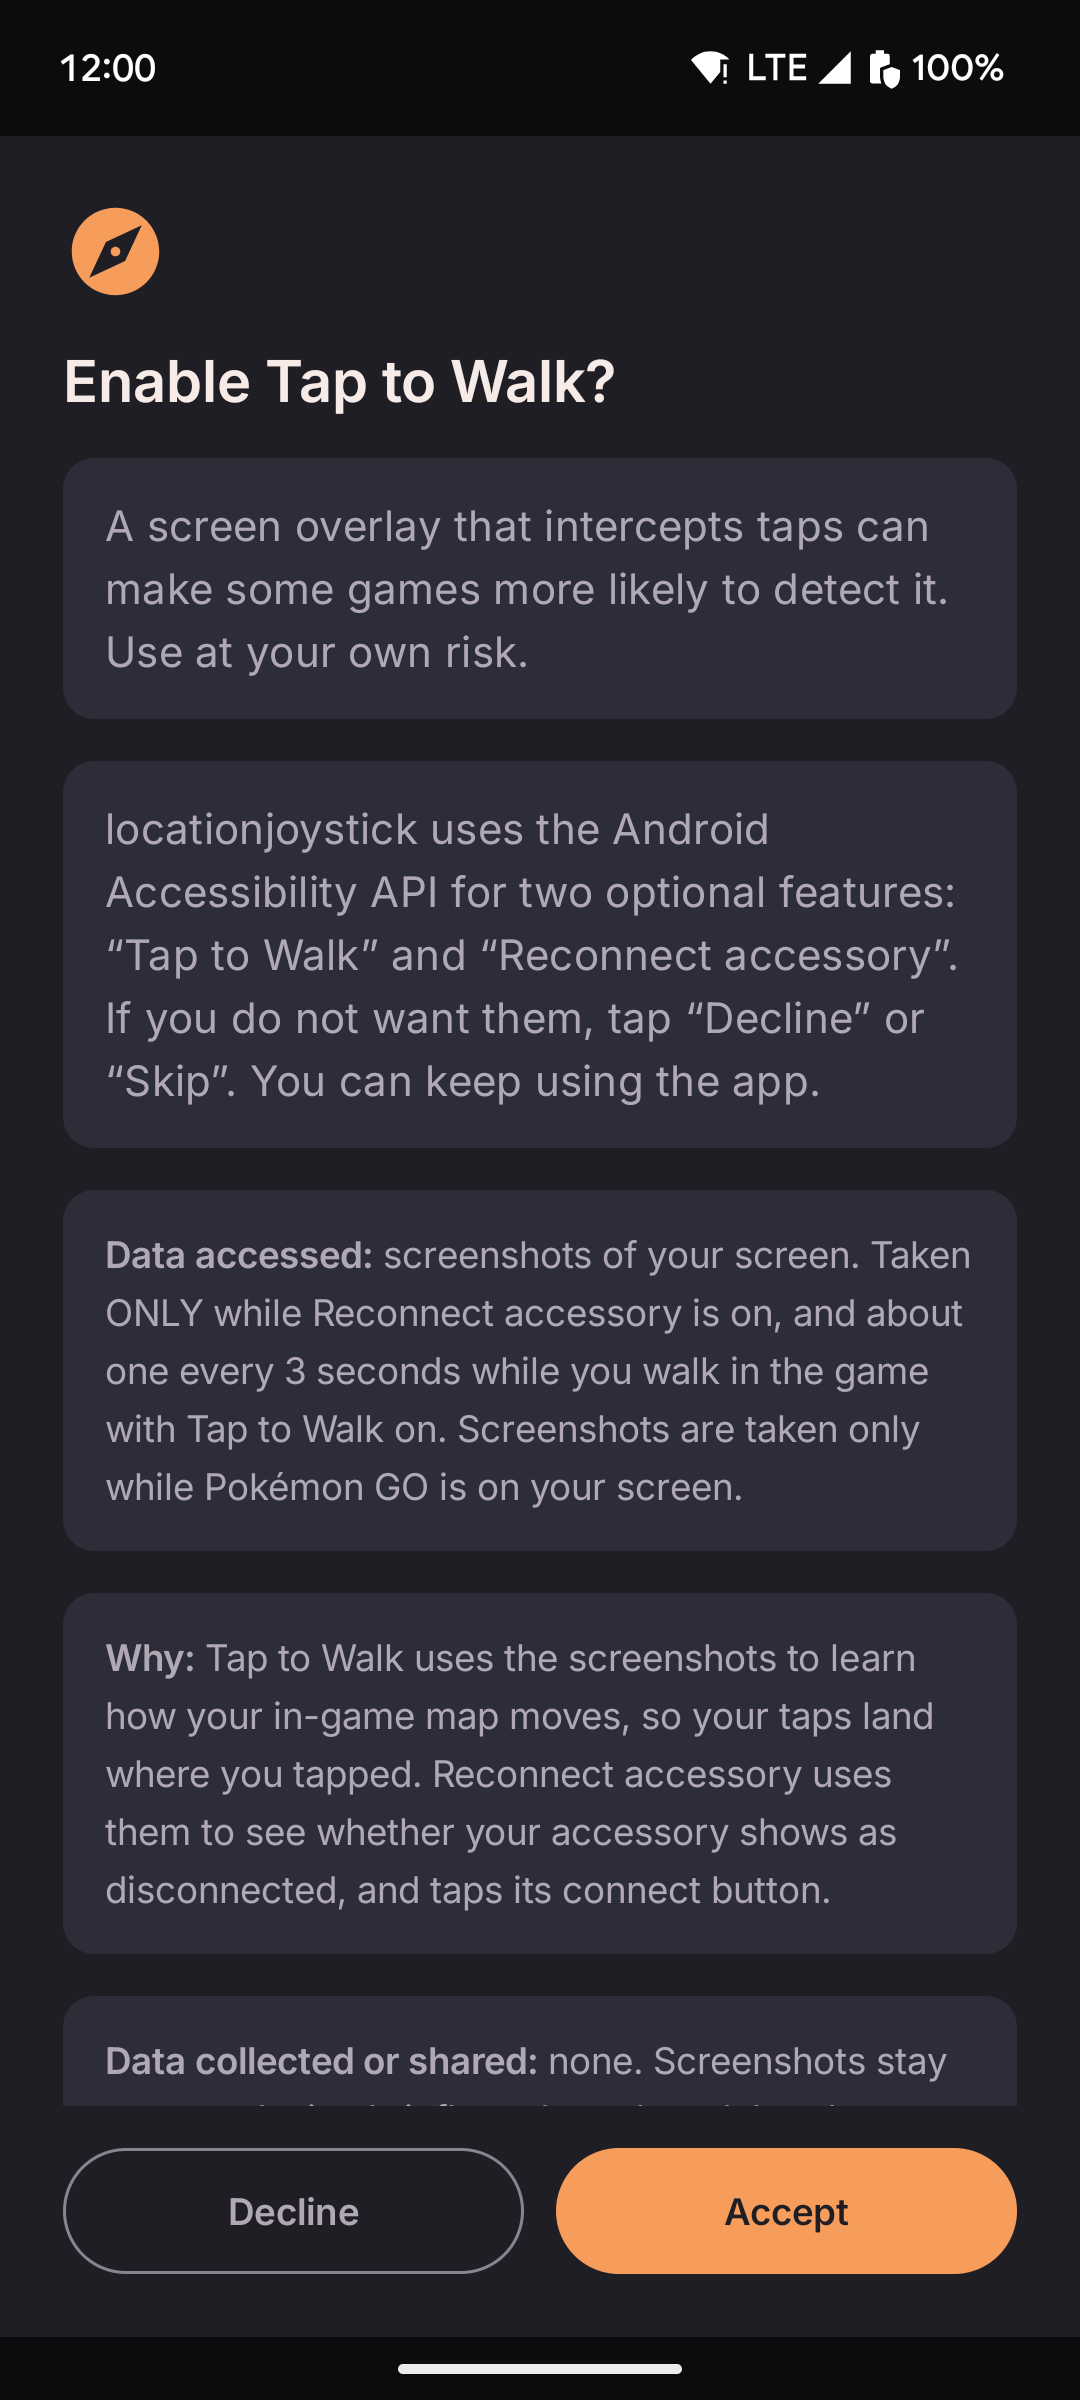 12:00
LTE 100%
Enable Tap to Walk?
A screen overlay that intercepts taps can
make some games more likely to detect it.
Use at your own risk.
locationjoystick uses the Android
Accessibility API for two optional features:
“Tap to Walk” and “Reconnect accessory”.
If you do not want them, tap “Decline” or
“Skip”. You can keep using the app.
Data accessed: screenshots of your screen. Taken
ONLY while Reconnect accessory is on, and about
one every 3 seconds while you walk in the game
with Tap to Walk on. Screenshots are taken only
while Pokémon GO is on your screen.
Why: Tap to Walk uses the screenshots to learn
how your in-game map moves, so your taps land
where you tapped. Reconnect accessory uses
them to see whether your accessory shows as
disconnected, and taps its connect button.
Data collected or shared: none. Screenshots stay
Decline
Accept